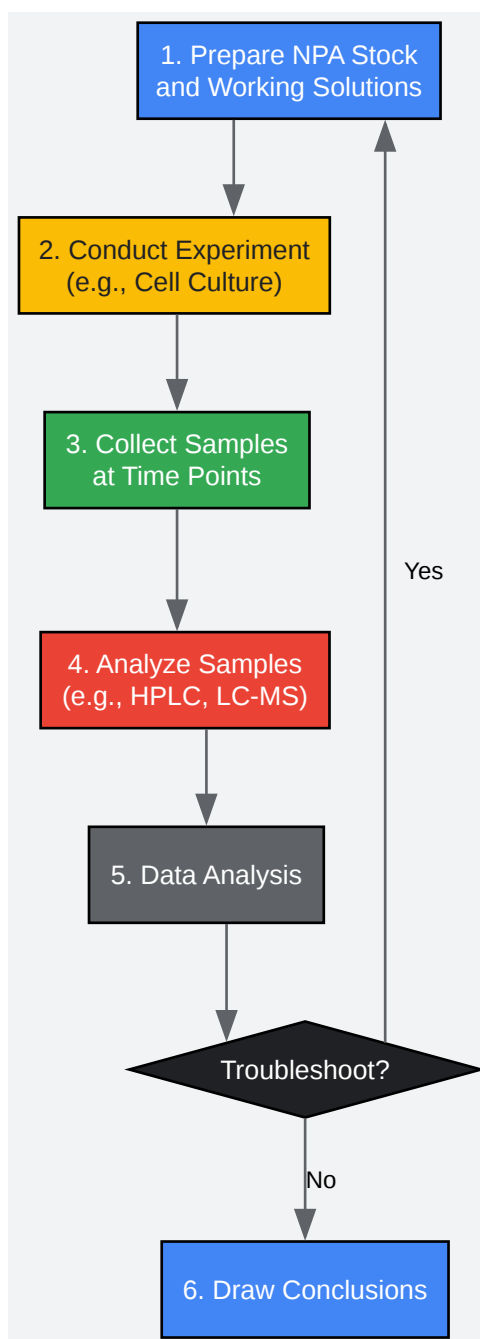 1. Prepare NPA Stock
and Working Solutions
2. Conduct Experiment
(e.g., Cell Culture)
3. Collect Samples
at Time Points
Yes
4. Analyze Samples
(e.g., HPLC, LC-MS)
5. Data Analysis
Troubleshoot?
No
6. Draw Conclusions